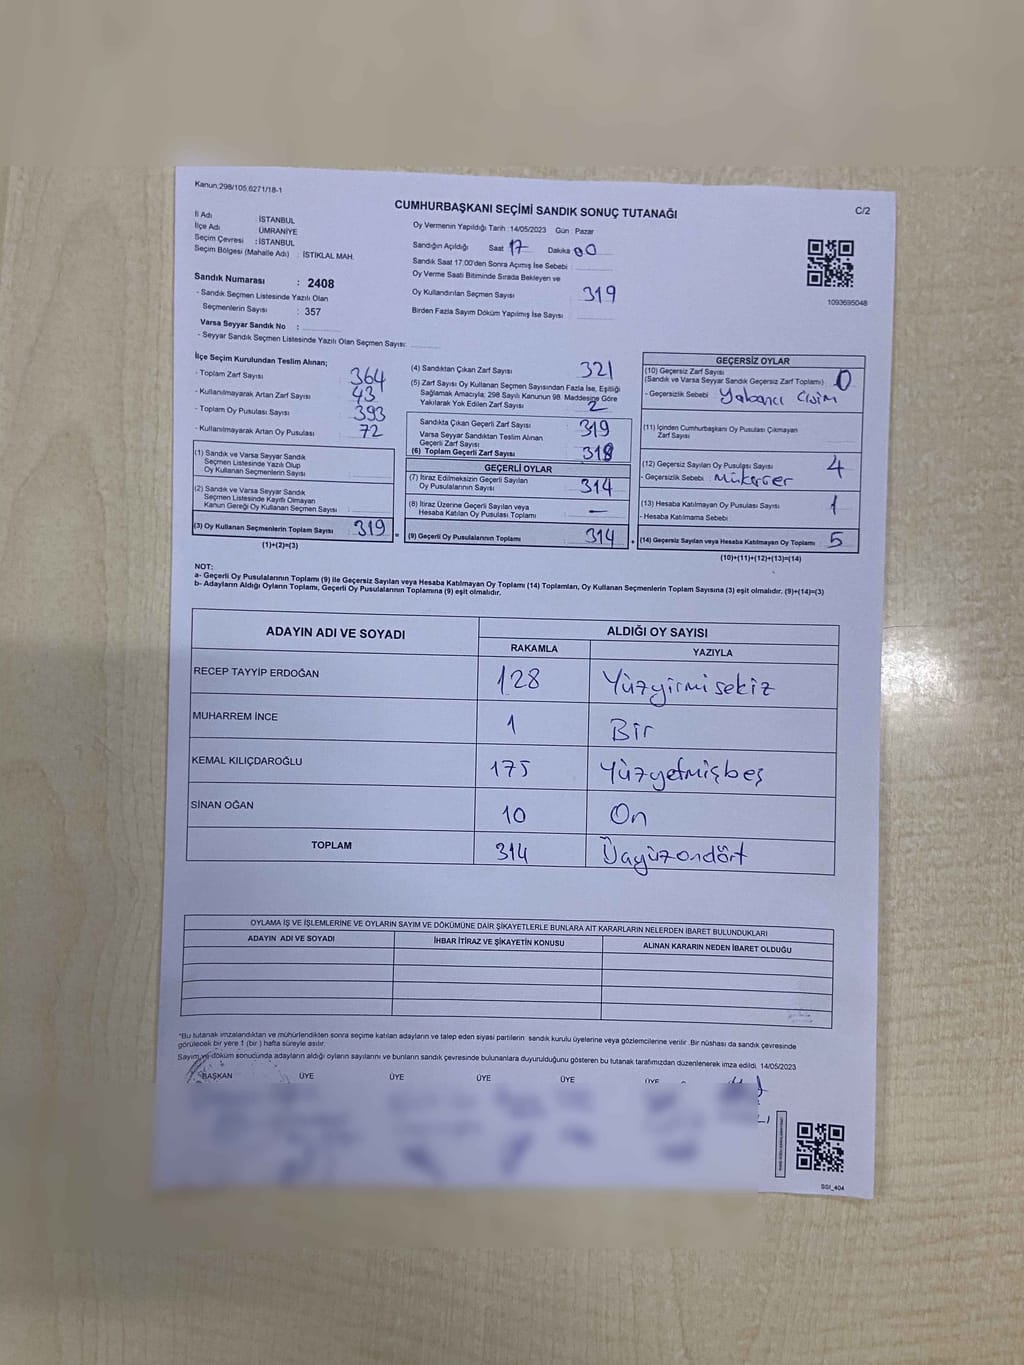 Kanun:298/105;6271/18-1
CUMHURBAŞKANI SEÇİMİ SANDIK SONUÇ TUTANAĞI
C/2
İl Adı : İSTANBUL
İlçe Adı : ÜMRANİYE
Seçim Çevresi : İSTANBUL
Seçim Bölgesi (Mahalle Adı) : İSTİKLAL MAH.
Sandık Numarası : 2408
- Sandık Seçmen Listesinde Yazılı Olan
Seçmenlerin Sayısı : 357
Varsa Seyyar Sandık No :
- Seyyar Sandık Seçmen Listesinde Yazılı Olan Seçmen Sayısı:
Oy Vermenin Yapıldığı Tarih :14/05/2023 Gün : Pazar
Sandığın Açıldığı Saat 17 Dakika 00
Sandık Saat 17:00'den Sonra Açılmış İse Sebebi :
Oy Verme Saati Bitiminde Sırada Bekleyen ve
Oy Kullandırılan Seçmen Sayısı 319
Birden Fazla Sayım Döküm Yapılmış İse Sayısı :
1093695048
İlçe Seçim Kurulundan Teslim Alınan;
- Toplam Zarf Sayısı 364
- Kullanılmayarak Artan Zarf Sayısı 43
- Toplam Oy Pusulası Sayısı 393
- Kullanılmayarak Artan Oy Pusulası 72
(1) Sandık ve Varsa Seyyar Sandık
Seçmen Listesinde Yazılı Olup
Oy Kullanan Seçmenlerin Sayısı
(2) Sandık ve Varsa Seyyar Sandık
Seçmen Listesinde Kayıtlı Olmayan
Kanun Gereği Oy Kullanan Seçmen Sayısı :
(3) Oy Kullanan Seçmenlerin Toplam Sayısı 319
(1)+(2)=(3)
(4) Sandıktan Çıkan Zarf Sayısı 321
(5) Zarf Sayısı Oy Kullanan Seçmen Sayısından Fazla İse, Eşitliği
Sağlamak Amacıyla; 298 Sayılı Kanunun 98. Maddesine Göre
Yakılarak Yok Edilen Zarf Sayısı 2
Sandıkta Çıkan Geçerli Zarf Sayısı 319
Varsa Seyyar Sandıktan Teslim Alınan
Geçerli Zarf Sayısı
(6) Toplam Geçerli Zarf Sayısı 318
GEÇERLİ OYLAR
(7) İtiraz Edilmeksizin Geçerli Sayılan
Oy Pusulalarının Sayısı 314
(8) İtiraz Üzerine Geçerli Sayılan veya
Hesaba Katılan Oy Pusulası Toplamı —
(9) Geçerli Oy Pusulalarının Toplamı 314
GEÇERSİZ OYLAR
(10) Geçersiz Zarf Sayısı
(Sandık ve Varsa Seyyar Sandık Geçersiz Zarf Toplamı) 0
- Geçersizlik Sebebi Yabancı Cisim
(11) İçinden Cumhurbaşkanı Oy Pusulası Çıkmayan
Zarf Sayısı
(12) Geçersiz Sayılan Oy Pusulası Sayısı 4
- Geçersizlik Sebebi : Mükerrer
(13) Hesaba Katılmayan Oy Pusulası Sayısı 1
- Hesaba Katılmama Sebebi
(14) Geçersiz Sayılan veya Hesaba Katılmayan Oy Toplamı 5
(10)+(11)+(12)+(13)=(14)
NOT:
a- Geçerli Oy Pusulalarının Toplamı (9) ile Geçersiz Sayılan veya Hesaba Katılmayan Oy Toplamı (14) Toplamları, Oy Kullanan Seçmenlerin Toplam Sayısına (3) eşit olmalıdır. (9)+(14)=(3)
b- Adayların Aldığı Oyların Toplamı, Geçerli Oy Pusulalarının Toplamına (9) eşit olmalıdır.
ADAYIN ADI VE SOYADI ALDIĞI OY SAYISI
RAKAMLA YAZIYLA
RECEP TAYYİP ERDOĞAN 128 Yüzyirmisekiz
MUHARREM İNCE 1 Bir
KEMAL KILIÇDAROĞLU 175 Yüzyetmişbeş
SİNAN OĞAN 10 On
TOPLAM 314 Üçyüzondört
OYLAMA İŞ VE İŞLEMLERİNE VE OYLARIN SAYIM VE DÖKÜMÜNE DAİR ŞİKAYETLERLE BUNLARA AİT KARARLARIN NELERDEN İBARET BULUNDUKLARI
ADAYIN ADI VE SOYADI İHBAR İTİRAZ VE ŞİKAYETİN KONUSU ALINAN KARARIN NEDEN İBARET OLDUĞU
*Bu tutanak imzalandıktan ve mühürlendikten sonra seçime katılan adayların ve talep eden siyasi partilerin sandık kurulu üyelerine veya gözlemcilerine verilir. Bir nüshası da sandık çevresinde
görülecek bir yere 1 (bir ) hafta süreyle asılır.
Sayım ve döküm sonucunda adayların aldığı oyların sayılarını ve bunların sandık çevresinde bulunanlara duyurulduğunu gösteren bu tutanak tarafımızdan düzenlenerek imza edildi. 14/05/2023
BAŞKAN ÜYE ÜYE ÜYE ÜYE ÜYE
SSI_404